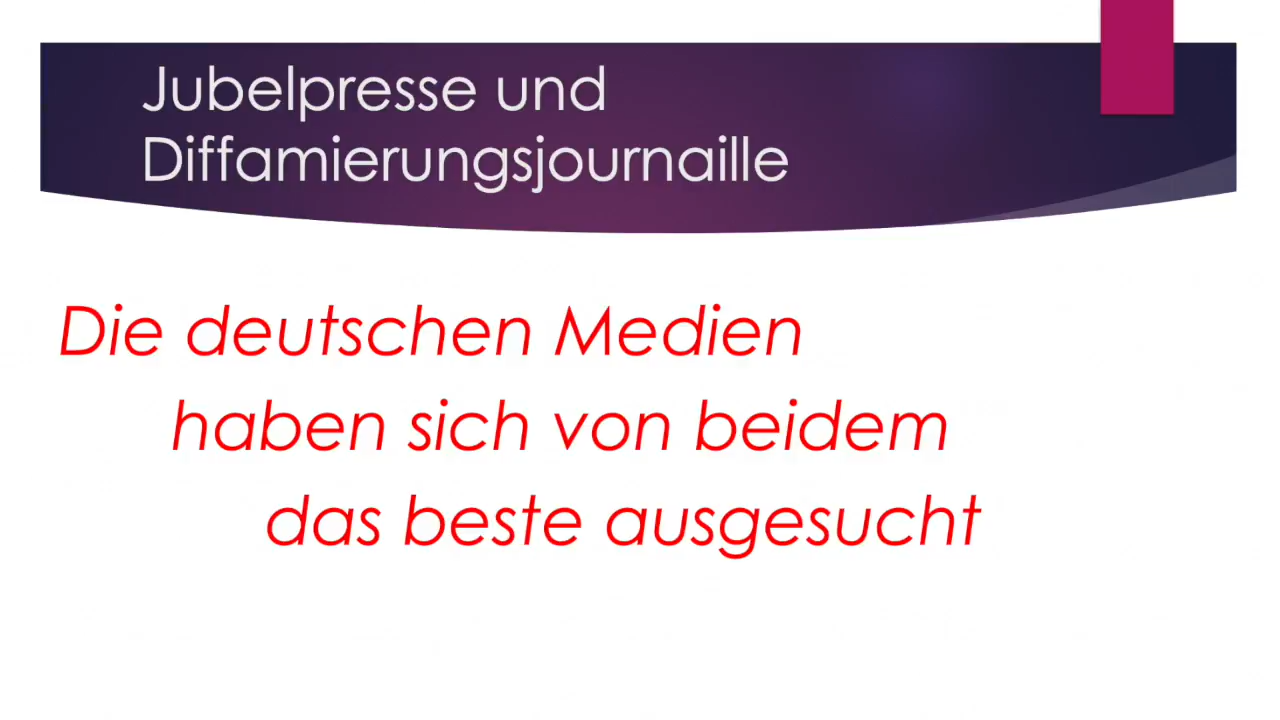 Jubelpresse und
Diffamierungsjournaille
Die deutschen Medien
haben sich von beidem
das beste ausgesucht